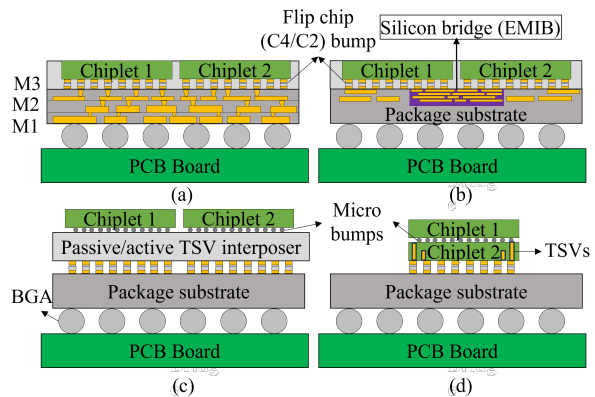 Flip chip
(C4/C2) bump
Silicon bridge (EMIB)
Chiplet 1
Chiplet 2
M3
M2
M1
PCB Board
(a)
Chiplet 1
Chiplet 2
Package substrate
PCB Board
(b)
Chiplet 1
Chiplet 2
Micro
bumps
Passive/active TSV interposer
Package substrate
BGA
PCB Board
(c)
Chiplet 1
Chiplet 2
TSVs
Package substrate
PCB Board
(d)